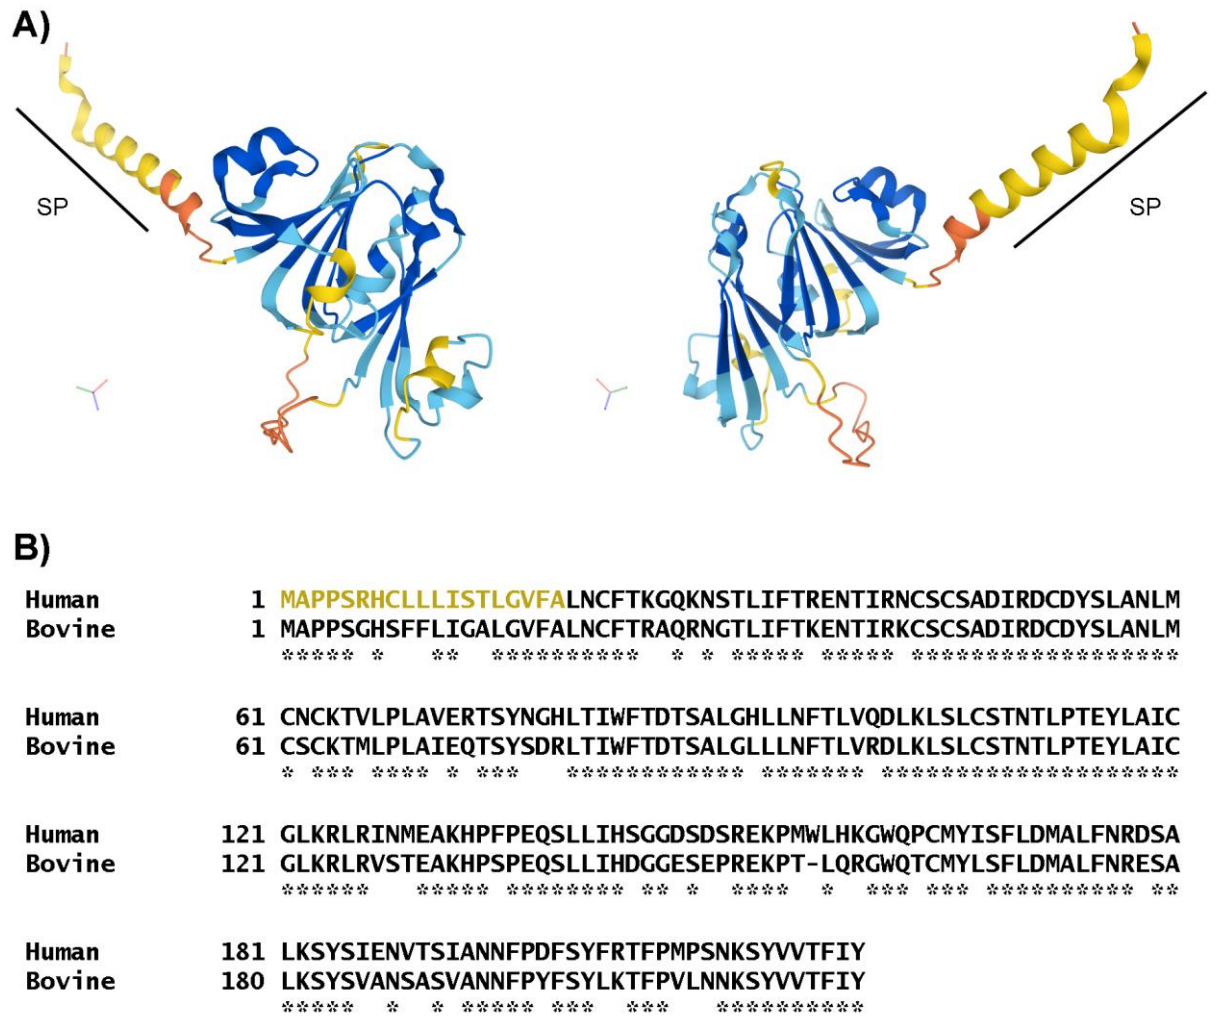 A)
SP
SP
B)
Human 1 MAPPSRHCLLLISTLGVFALNCFTKGQKNSTLIFTRENTIRNCSCSADIRDCDYSLANLM
Bovine 1 MAPPSGHSFFLIGALGVFALNCFTRAQRNGTLIFTKENTIRKCSCSADIRDCDYSLANLM
***** *   **  ********** * * ***** ***** ******************
Human 61 CNCKTVLPLAVERTSYNGHLTIWFTDTSALGHLLNFTLVQDLKLSLCSTNTLPTEYLAIC
Bovine 61 CSCKTMLPLAIEQTSYSDRLTIWFTDTSALGLLLNFTLVRDLKLSLCSTNTLPTEYLAIC
* *** **** * ***   ************ ******* ********************
Human 121 GLKRLRINMEAKHPFPEQSLLIHSGGDSDSREKPMWLHKGWQPCMYISFLDMALFNRDSA
Bovine 121 GLKRLRVSTEAKHPSPEQSLLIHDGGESEPREKPT-LQRGWQTCMYLSFLDMALFNRESA
******   ***** ******** ** *  ****  *  *** *** ********** **
Human 181 LKSYSIENVTSIANNFPDFSYFRTFPMPSNKSYVVTFIY
Bovine 180 LKSYSVANSASVANNFPYFSYLKTFPVLNNKSYVVTFIY
*****  *  * ***** ***  ***   **********